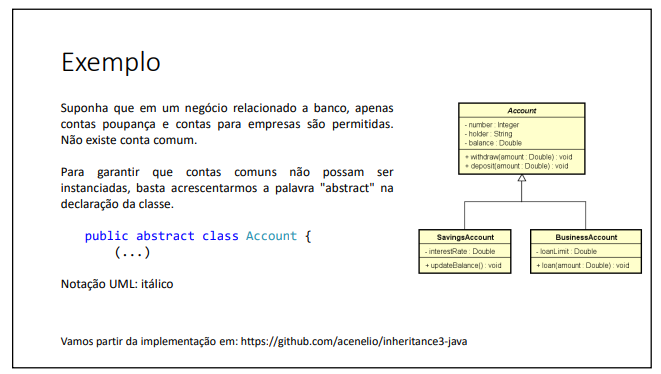 Exemplo
Suponha que em um negócio relacionado a banco, apenas
contas poupança e contas para empresas são permitidas.
Não existe conta comum.
Para garantir que contas comuns não possam ser
instanciadas, basta acrescentarmos a palavra "abstract" na
declaração da classe.
public abstract class Account {
(...)
Notação UML: itálico
Account
- number : Integer
- holder : String
- balance : Double
+ withdraw(amount : Double) : void
+ deposit(amount : Double) : void
SavingsAccount
- interestRate : Double
+ updateBalance() : void
BusinessAccount
- loanLimit : Double
+ loan(amount : Double) : void
Vamos partir da implementação em: https://github.com/acenelio/inheritance3-java